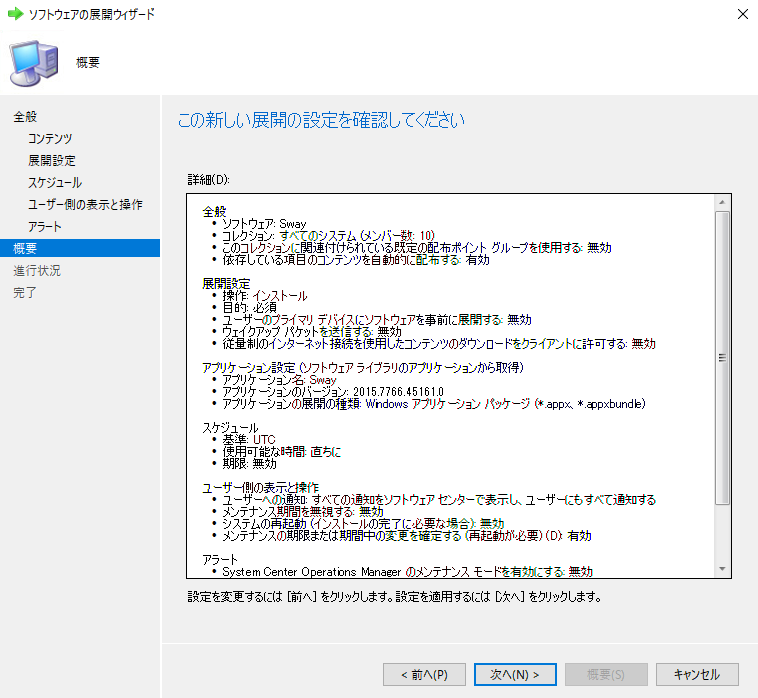 ソフトウェアの展開ウィザード
概要
全般
コンテンツ
展開設定
スケジュール
ユーザー側の表示と操作
アラート
概要
進行状況
完了
この新しい展開の設定を確認してください
詳細(D):
全般
• ソフトウェア: Sway
• コレクション: すべてのシステム (メンバー数: 10)
• このコレクションに関連付けられている既定の配布ポイント グループを使用する: 無効
• 依存している項目のコンテンツを自動的に配布する: 有効
展開設定
• 操作: インストール
• 目的: 必須
• ユーザーのプライマリ デバイスにソフトウェアを事前に展開する: 無効
• ウェイクアップ パケットを送信する: 無効
• 従量制のインターネット接続を使用したコンテンツのダウンロードをクライアントに許可する: 無効
アプリケーション設定 (ソフトウェア ライブラリのアプリケーションから取得)
• アプリケーション名: Sway
• アプリケーションのバージョン: 2015.7766.45161.0
• アプリケーションの展開の種類: Windows アプリケーション パッケージ (*.appx、*.appxbundle)
スケジュール
• 基準: UTC
• 使用可能な時間: 直ちに
• 期限: 無効
ユーザー側の表示と操作
• ユーザーへの通知: すべての通知をソフトウェア センターで表示し、ユーザーにもすべて通知する
• メンテナンス期間を無視する: 無効
• システムの再起動 (インストールの完了に必要な場合): 無効
• メンテナンスの期限または期間中の変更を確定する (再起動が必要) (D): 有効
アラート
• System Center Operations Manager のメンテナンス モードを有効にする: 無効
設定を変更するには [前へ] をクリックします。設定を適用するには [次へ] をクリックします。
< 前へ(P)
次へ(N) >
概要(S)
キャンセル